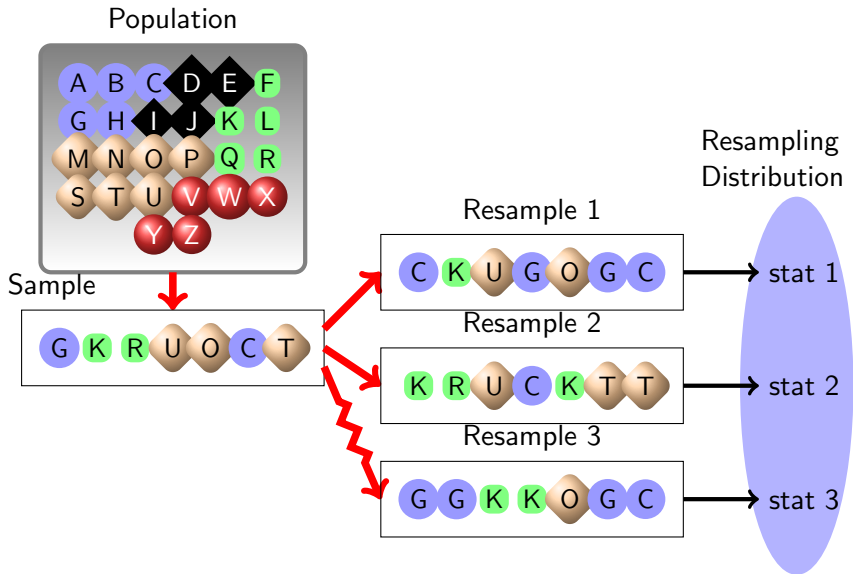 Population
A B C D E F
G H I J K L
M N O P Q R
S T U V W X
Y Z
Sample
G K R U O C T
Resample 1
C K U G O G C
Resample 2
K R U C K T T
Resample 3
G G K K O G C
Resampling
Distribution
stat 1
stat 2
stat 3